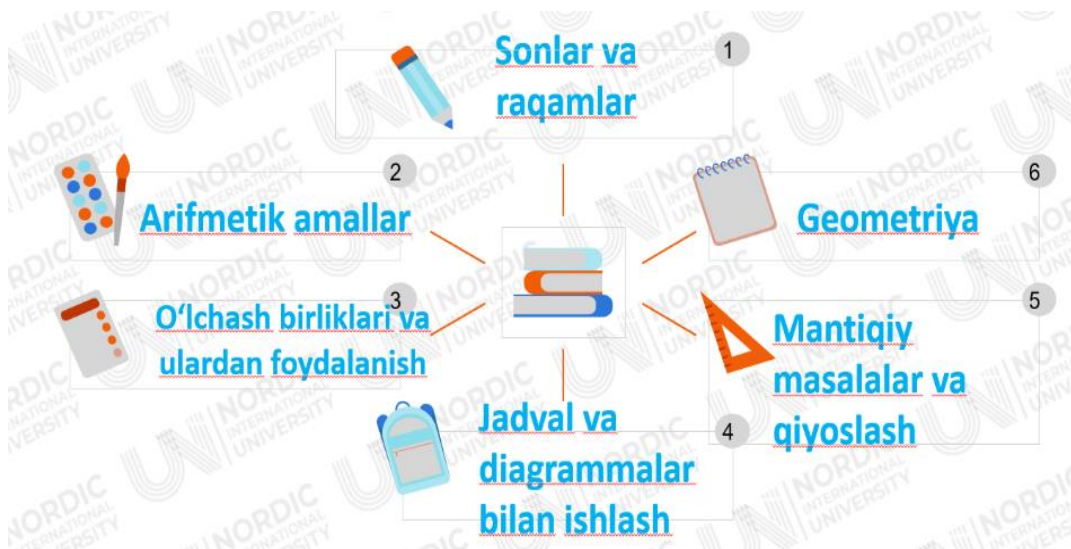 1
Sonlar va
raqamlar
2
Arifmetik amallar
3
O‘lchash birliklari va
ulardan foydalanish
4
Jadval va
diagrammalar
bilan ishlash
5
Mantiqiy
masalalar va
qiyoslash
6
Geometriya
NORDIC
INTERNATIONAL
UNIVERSITY